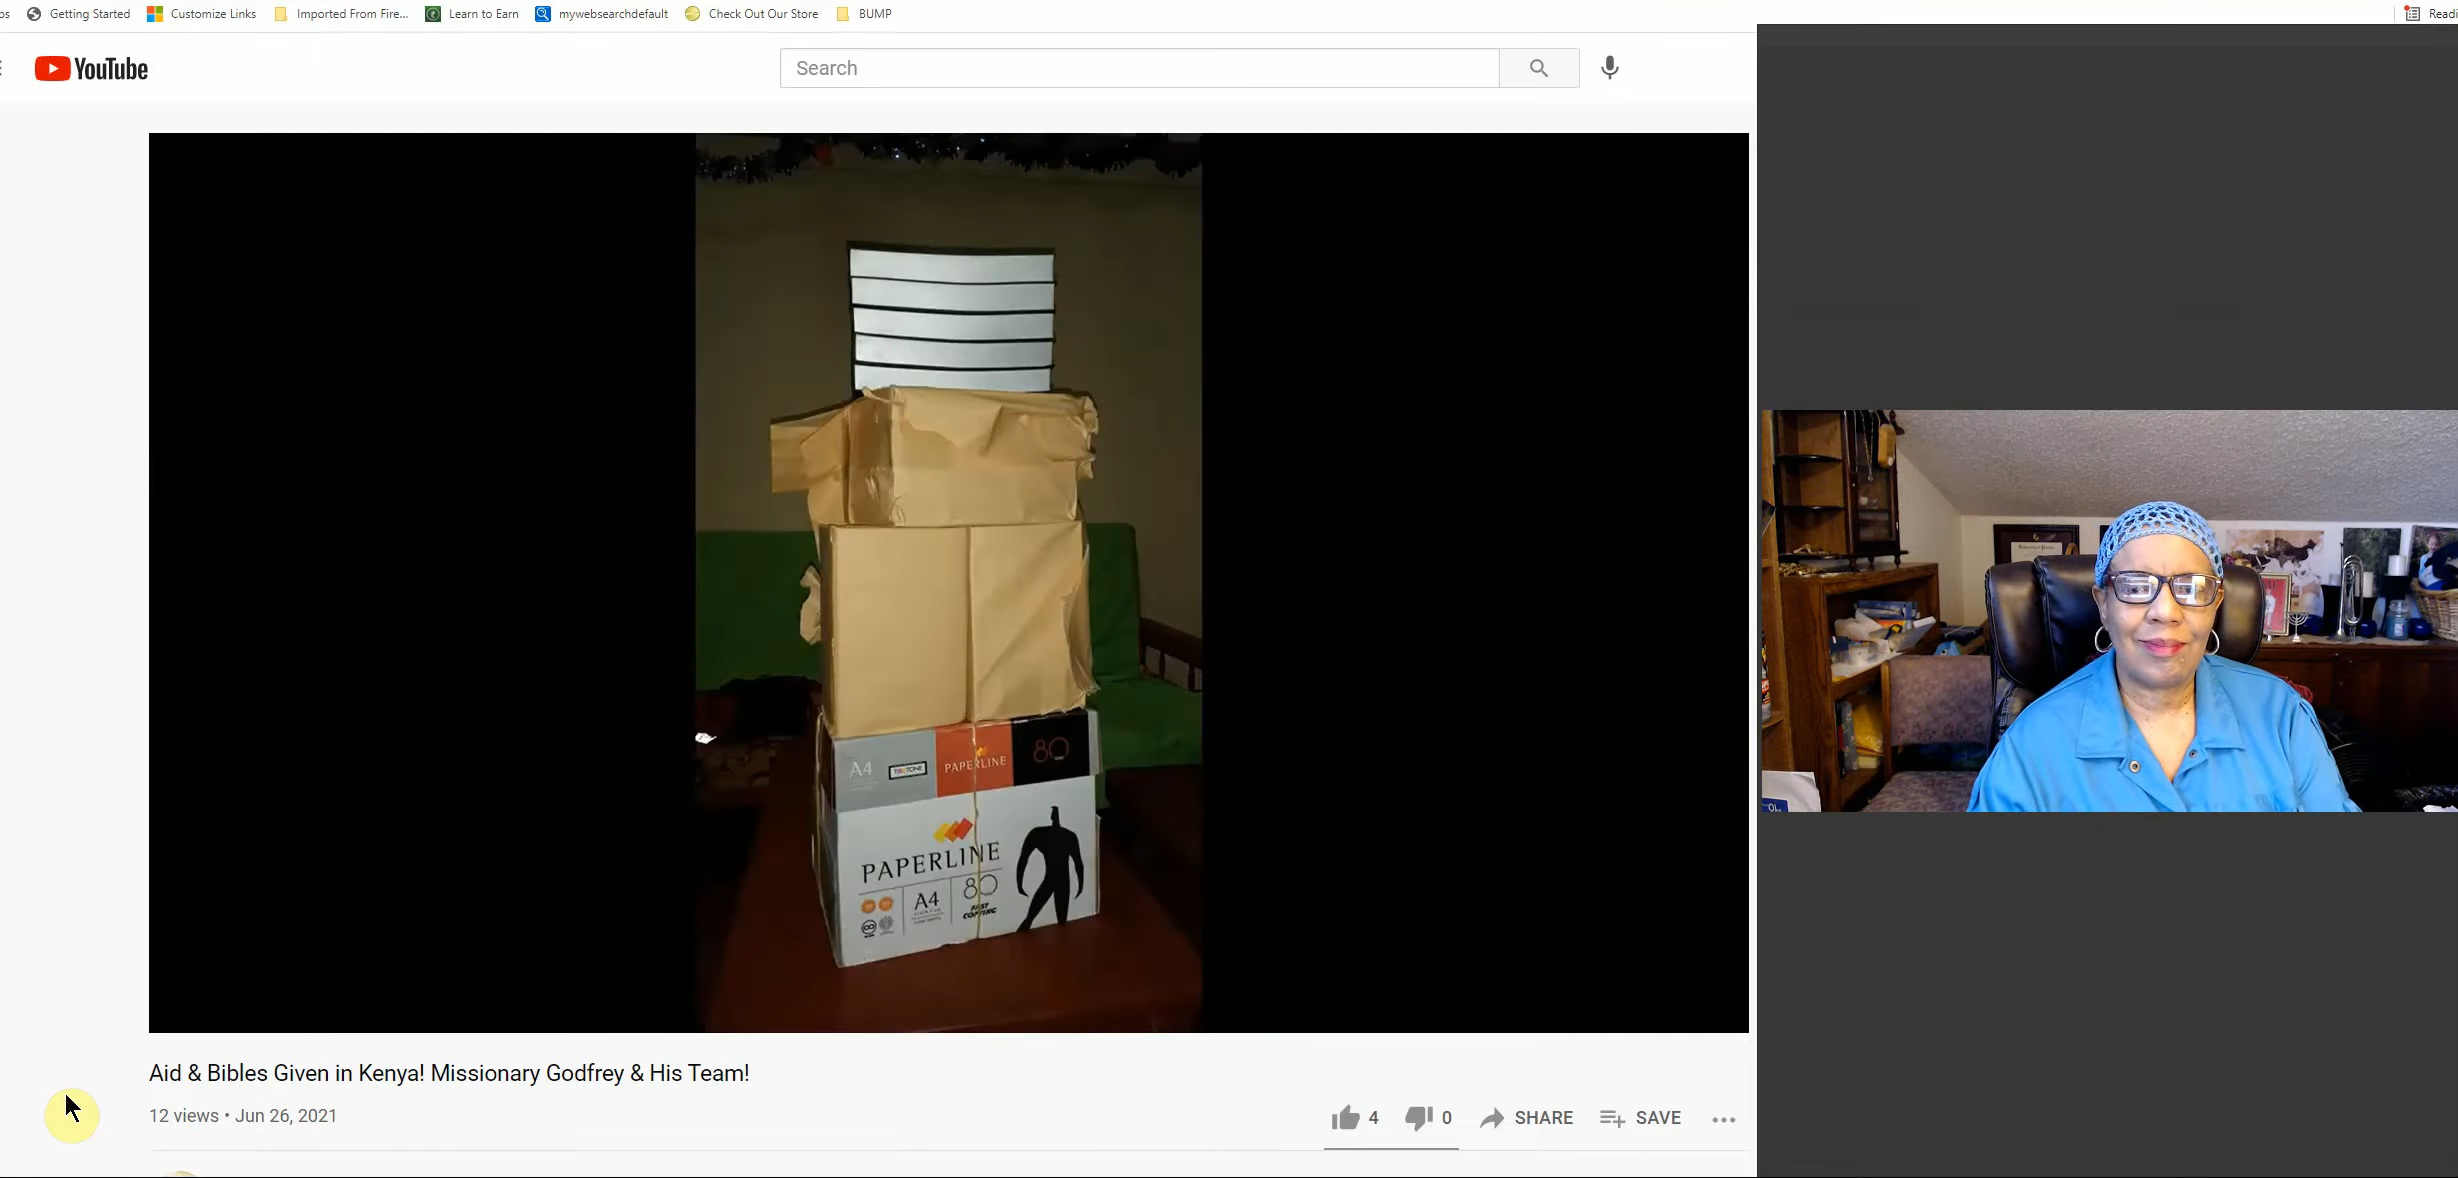 Getting Started
Customize Links
Imported From Fire...
Learn to Earn
mywebsearchdefault
Check Out Our Store
BUMP
YouTube
Search
A4
PAPERLINE
80
PAPERLINE
A4
80
FAST
COPYING
Aid & Bibles Given in Kenya! Missionary Godfrey & His Team!
12 views • Jun 26, 2021
4
0
SHARE
SAVE